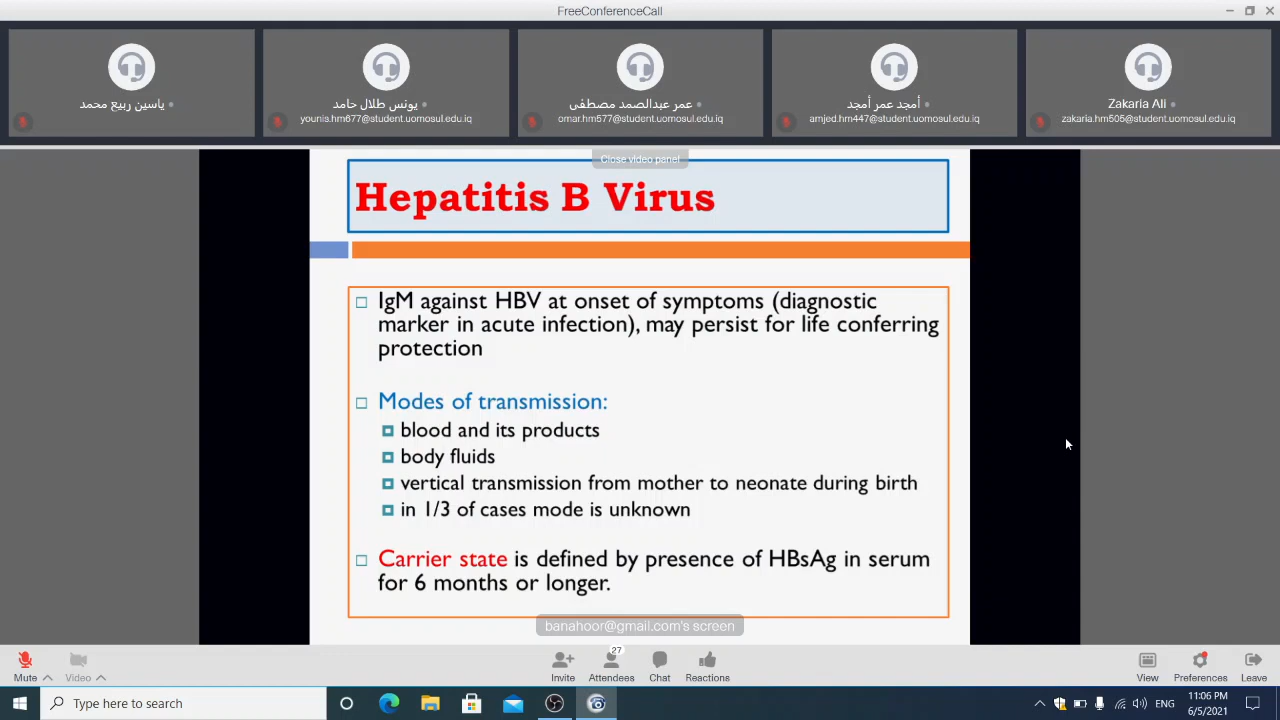 FreeConferenceCall
ياسين ربيع محمد
يونس طلال حامد
younis.hm677@student.uomosul.edu.iq
عمر عبدالصمد مصطفى
omar.hm577@student.uomosul.edu.iq
أمجد عمر أمجد
amjed.hm447@student.uomosul.edu.iq
Zakaria Ali
zakaria.hm505@student.uomosul.edu.iq
Close video panel
Hepatitis B Virus
IgM against HBV at onset of symptoms (diagnostic
marker in acute infection), may persist for life conferring
protection
Modes of transmission:
blood and its products
body fluids
vertical transmission from mother to neonate during birth
in 1/3 of cases mode is unknown
Carrier state is defined by presence of HBsAg in serum
for 6 months or longer.
banahoor@gmail.com's screen
Mute
Video
Invite
27
Attendees
Chat
Reactions
View
Preferences
Leave
Type here to search
ENG
11:06 PM
6/5/2021